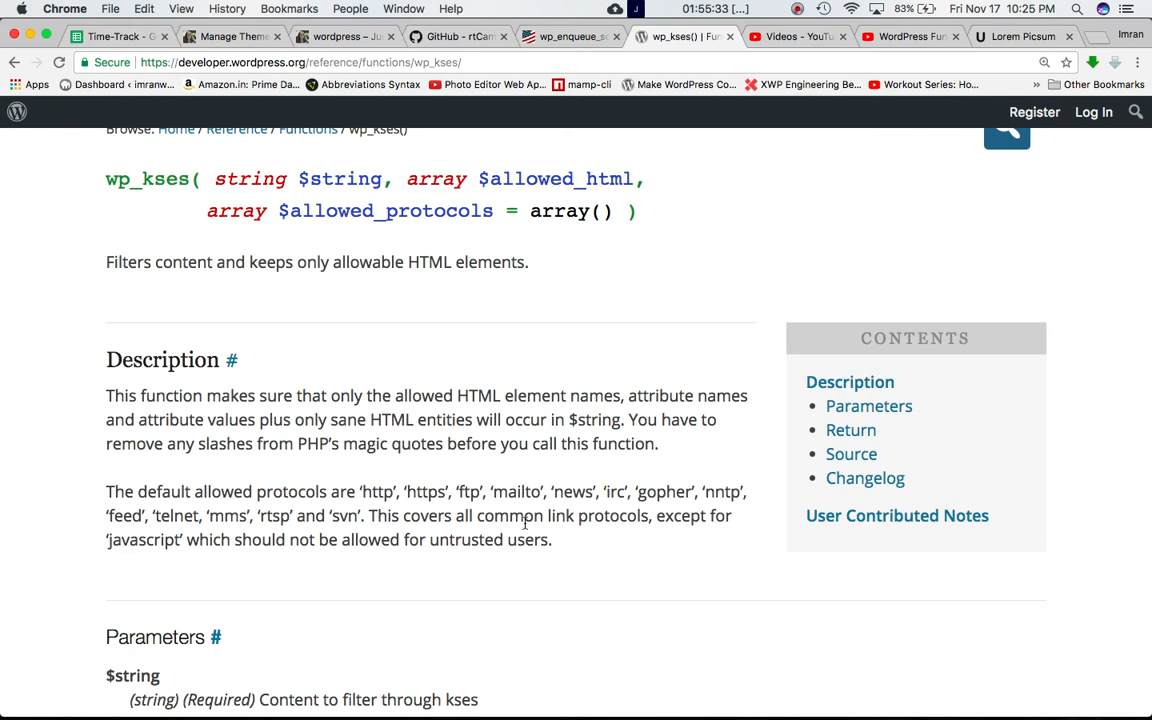 Chrome File Edit View History Bookmarks People Window Help J 01:55:33 [...] 83% Fri Nov 17 10:25 PM
Time-Track - G Manage Theme wordpress – Ju GitHub - rtCam wp_enqueue_sc wp_kses() | Fun Videos - YouTu WordPress Fun Lorem Picsum Imran
Secure https://developer.wordpress.org/reference/functions/wp_kses/
Apps Dashboard ‹ imranw... Amazon.in: Prime Da... Abbreviations Syntax Photo Editor Web Ap... mamp-cli Make WordPress Co... XWP Engineering Be... Workout Series: Ho... » Other Bookmarks
Register Log In
Browse: Home / Reference / Functions / wp_kses()
wp_kses( string $string, array $allowed_html,
array $allowed_protocols = array() )
Filters content and keeps only allowable HTML elements.
Description #
This function makes sure that only the allowed HTML element names, attribute names
and attribute values plus only sane HTML entities will occur in $string. You have to
remove any slashes from PHP’s magic quotes before you call this function.
The default allowed protocols are ‘http’, ‘https’, ‘ftp’, ‘mailto’, ‘news’, ‘irc’, ‘gopher’, ‘nntp’,
‘feed’, ‘telnet, ‘mms’, ‘rtsp’ and ‘svn’. This covers all common link protocols, except for
‘javascript’ which should not be allowed for untrusted users.
CONTENTS
Description
• Parameters
• Return
• Source
• Changelog
User Contributed Notes
Parameters #
$string
(string) (Required) Content to filter through kses